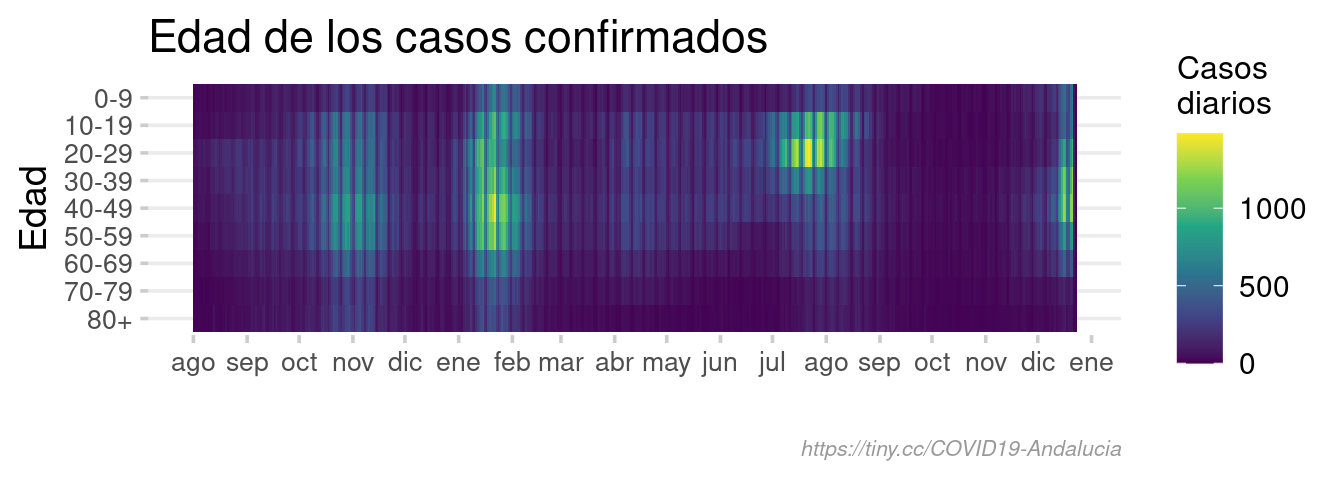 Edad de los casos confirmados
Casos
diarios
1000
500
0
Edad
0-9
10-19
20-29
30-39
40-49
50-59
60-69
70-79
80+
ago sep oct nov dic ene feb mar abr may jun jul ago sep oct nov dic ene
https://tiny.cc/COVID19-Andalucia